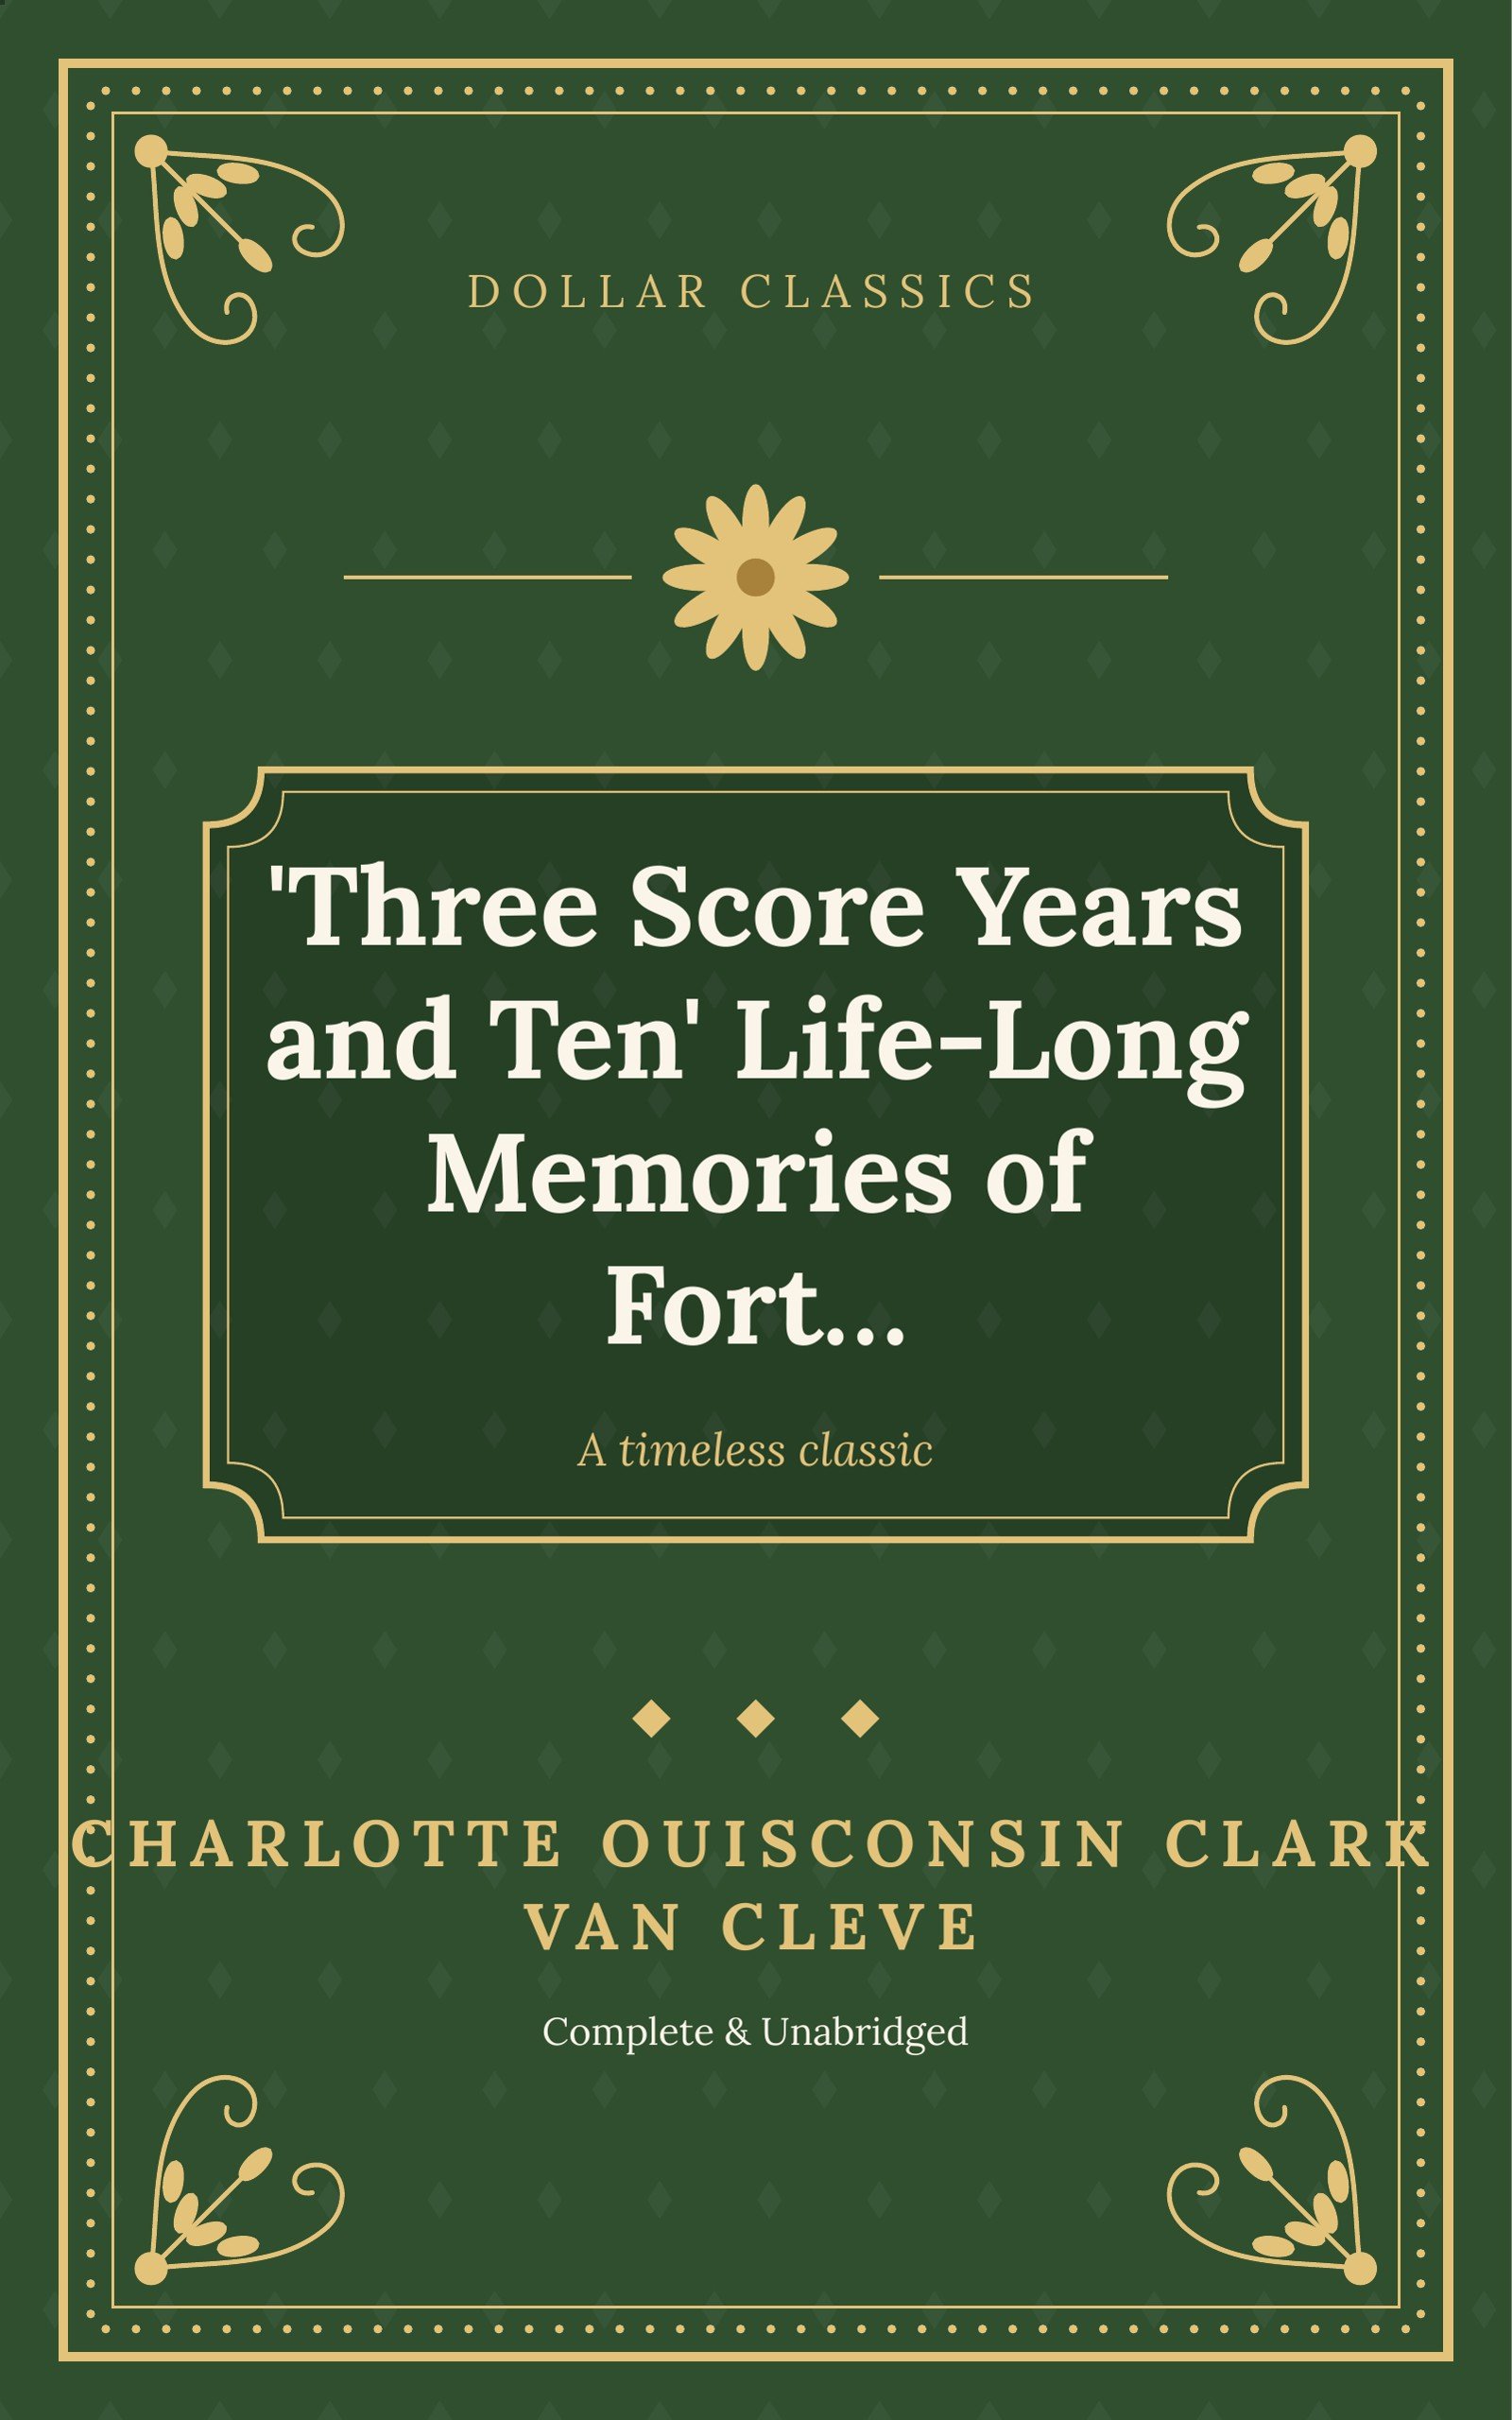 DOLLAR CLASSICS
'Three Score Years
and Ten' Life-Long
Memories of
Fort...
A timeless classic
CHARLOTTE OUISCONSIN CLARK
VAN CLEVE
Complete & Unabridged